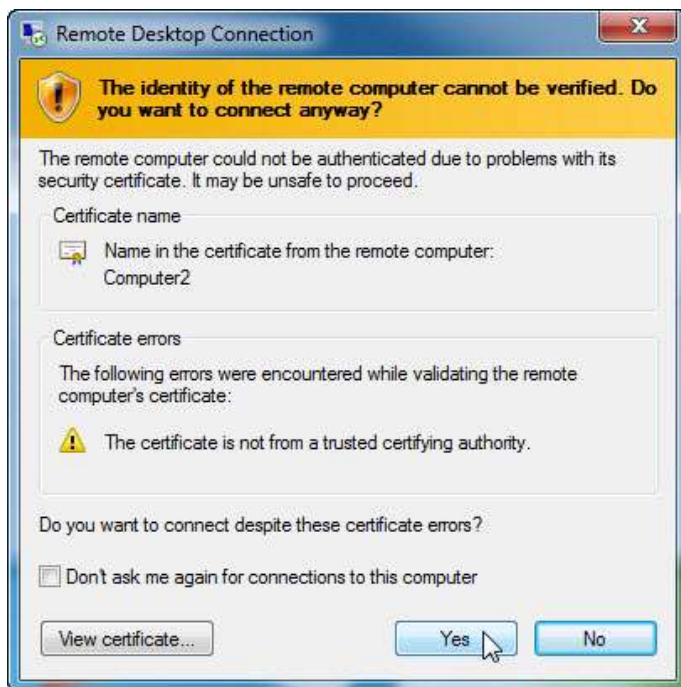 Remote Desktop Connection
The identity of the remote computer cannot be verified. Do
you want to connect anyway?
The remote computer could not be authenticated due to problems with its
security certificate. It may be unsafe to proceed.
Certificate name
Name in the certificate from the remote computer:
Computer2
Certificate errors
The following errors were encountered while validating the remote
computer's certificate:
The certificate is not from a trusted certifying authority.
Do you want to connect despite these certificate errors?
Don't ask me again for connections to this computer
View certificate...
Yes
No